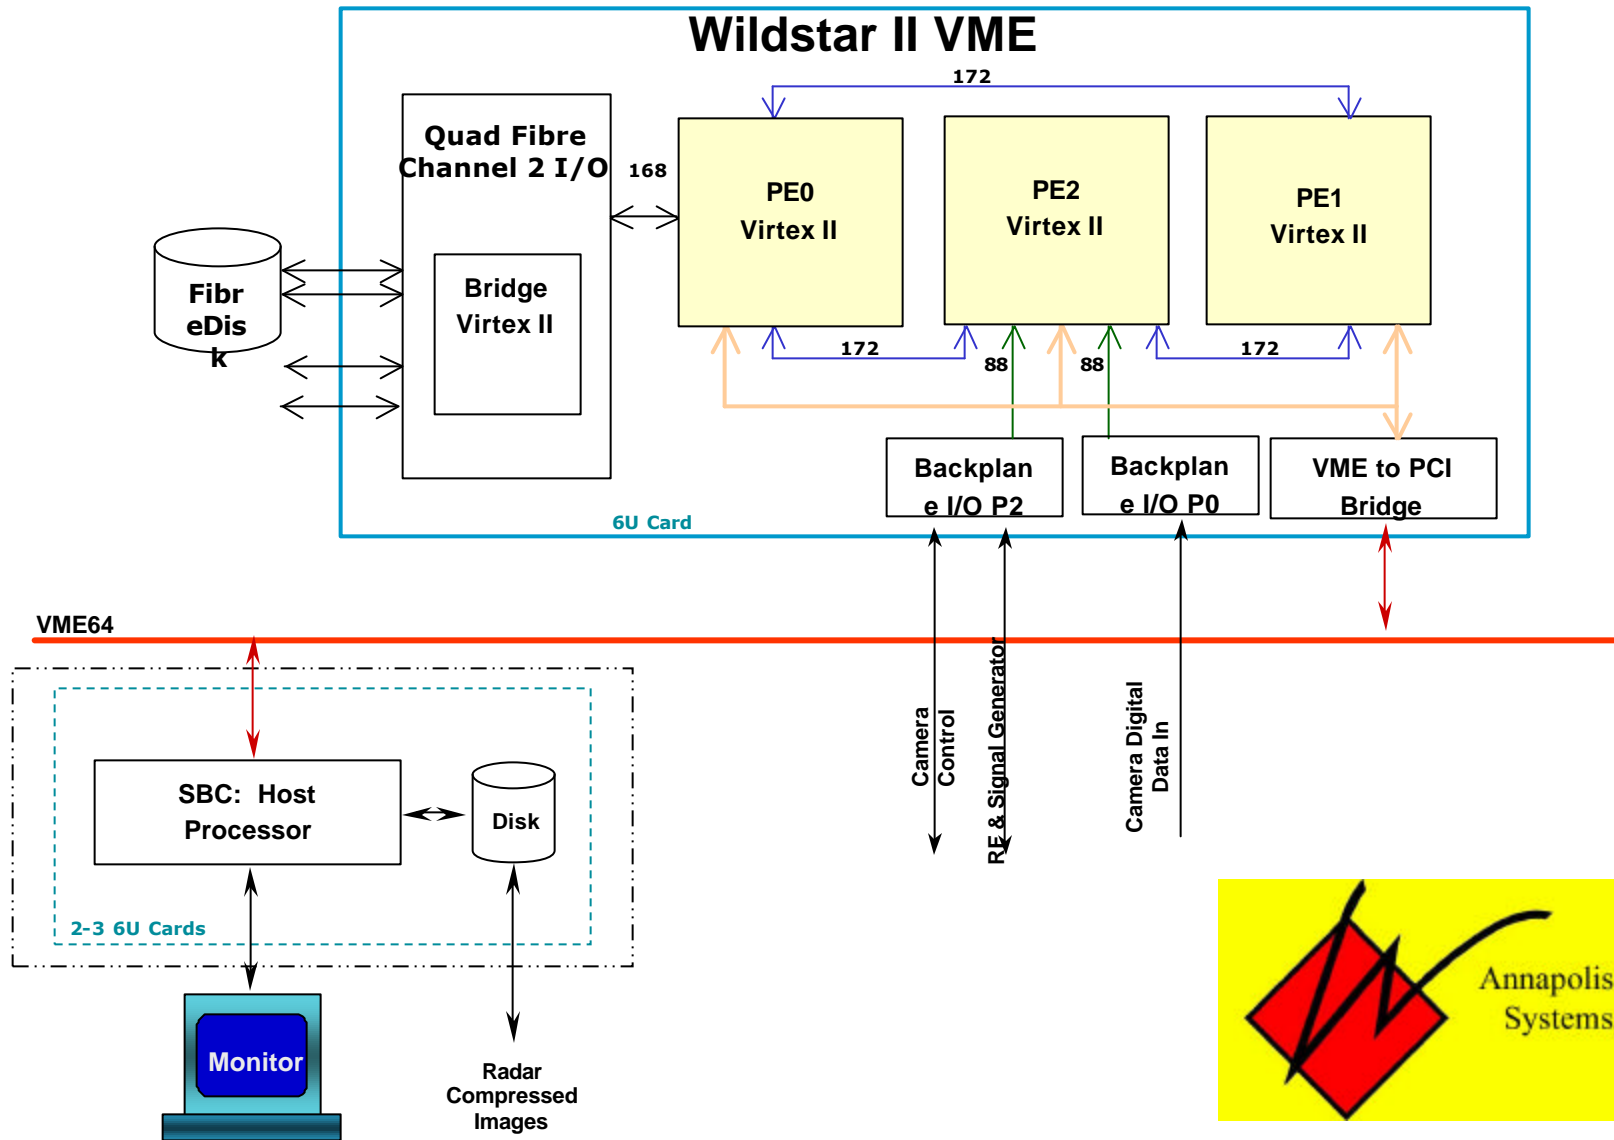 Wildstar II VME
172
Quad Fibre
Channel 2 I/O
168
PE0
Virtex II
PE2
Virtex II
PE1
Virtex II
Bridge
Virtex II
Fibr
eDis
k
172
88
88
172
Backplan
e I/O P2
Backplan
e I/O P0
VME to PCI
Bridge
6U Card
VME64
Camera
Control
RF & Signal Generator
Camera Digital
Data In
SBC: Host
Processor
Disk
2-3 6U Cards
Monitor
Radar
Compressed
Images
Annapolis
Systems